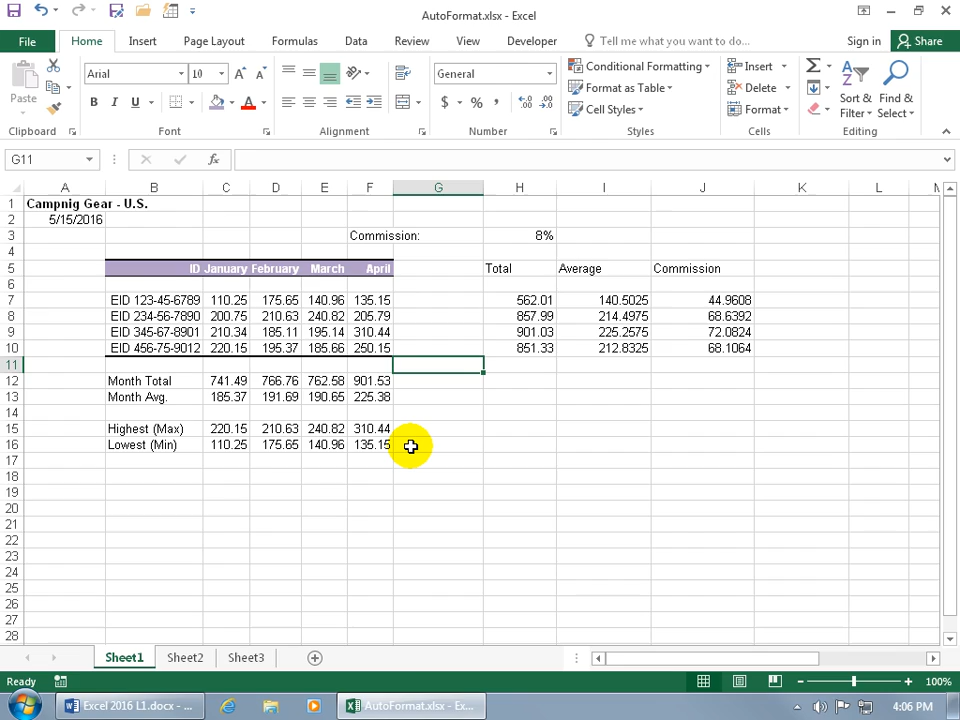 AutoFormat.xlsx - Excel
File Home Insert Page Layout Formulas Data Review View Developer Tell me what you want to do... Sign in Share
Paste Arial 10 A A General Conditional Formatting Insert Sort & Find &
B I U A $ % , Format as Table Delete Filter Select
Cell Styles Format
Clipboard Font Alignment Number Styles Cells Editing
G11 fx
A B C D E F G H I J K L M
1 Campnig Gear - U.S.
2 5/15/2016
3 Commission: 8%
4
5 ID January February March April Total Average Commission
6
7 EID 123-45-6789 110.25 175.65 140.96 135.15 562.01 140.5025 44.9608
8 EID 234-56-7890 200.75 210.63 240.82 205.79 857.99 214.4975 68.6392
9 EID 345-67-8901 210.34 185.11 195.14 310.44 901.03 225.2575 72.0824
10 EID 456-75-9012 220.15 195.37 185.66 250.15 851.33 212.8325 68.1064
11
12 Month Total 741.49 766.76 762.58 901.53
13 Month Avg. 185.37 191.69 190.65 225.38
14
15 Highest (Max) 220.15 210.63 240.82 310.44
16 Lowest (Min) 110.25 175.65 140.96 135.15
17
18
19
20
21
22
23
24
25
26
27
28
Sheet1 Sheet2 Sheet3
Ready 100%
Excel 2016 L1.docx - ... AutoFormat.xlsx - Ex... 4:06 PM